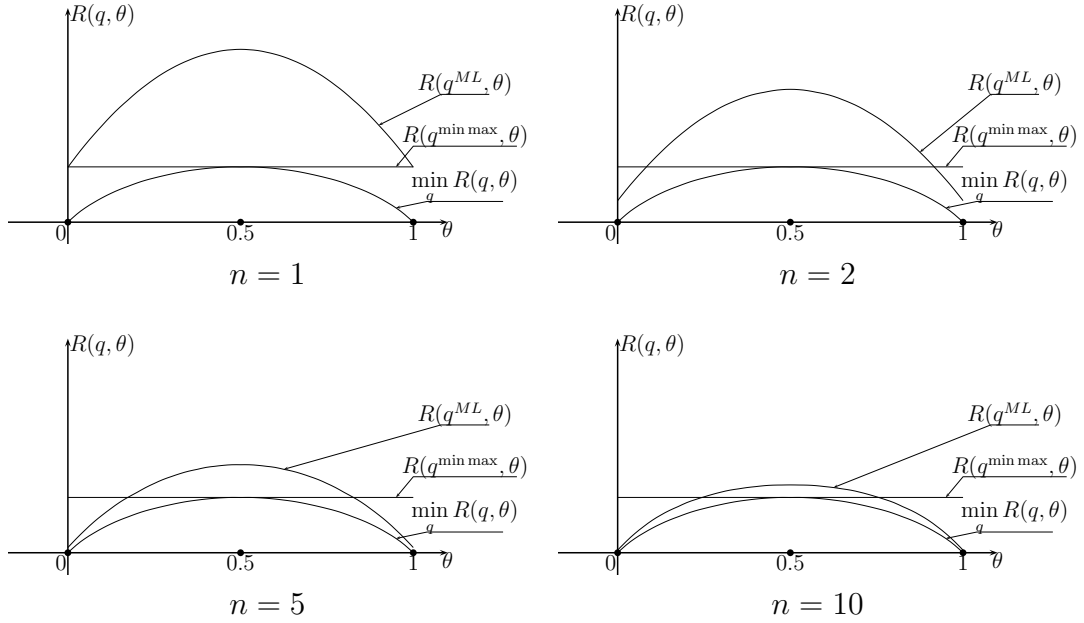 R(q, θ)
R(q^{ML}, θ)
R(q^{min max}, θ)
min_q R(q, θ)
0
0.5
1
θ
n = 1
R(q, θ)
R(q^{ML}, θ)
R(q^{min max}, θ)
min_q R(q, θ)
0
0.5
1
θ
n = 2
R(q, θ)
R(q^{ML}, θ)
R(q^{min max}, θ)
min_q R(q, θ)
0
0.5
1
θ
n = 5
R(q, θ)
R(q^{ML}, θ)
R(q^{min max}, θ)
min_q R(q, θ)
0
0.5
1
θ
n = 10